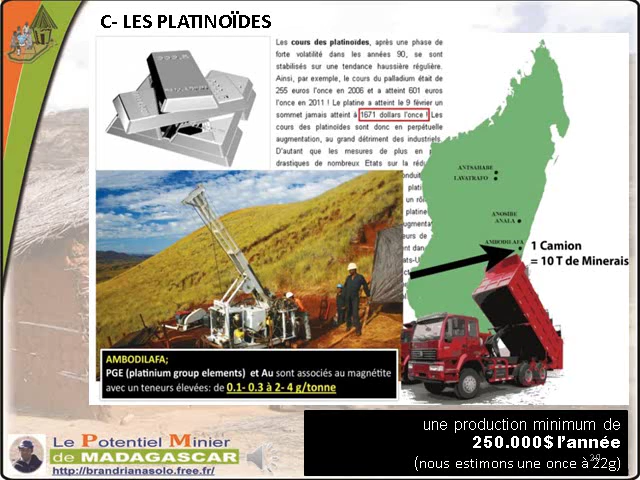 C- LES PLATINOÏDES
Les cours des platinoïdes, après une phase de
forte volatilité dans les années 90, se sont
stabilisés sur une tendance haussière régulière.
Ainsi, par exemple, le cours du palladium était de
255 euros l'once en 2006 et a atteint 601 euros
l'once en 2011 ! Le platine a atteint le 9 février un
sommet jamais atteint à 1671 dollars l'once ! Les
cours des platinoïdes sont donc en perpétuelle
augmentation, au grand détriment des industriels.
D'autant que les mesures de plus en
drastiques de nombreux Etats sur la
platin
un
platine
dans
ANTSAHABE
LAVATRAFO
ANOSIBE
ANALA
AMBODILAFA
1 Camion
= 10 T de Minerais
AMBODILAFA;
PGE (platinium group elements) et Au sont associés au magnétite
avec un teneurs élevées: de 0.1- 0.3 à 2- 4 g/tonne
une production minimum de
250.000$ l'année
(nous estimons une once à 22g)
Le Potentiel Minier
de MADAGASCAR
http://brandrianasolo.free.fr/